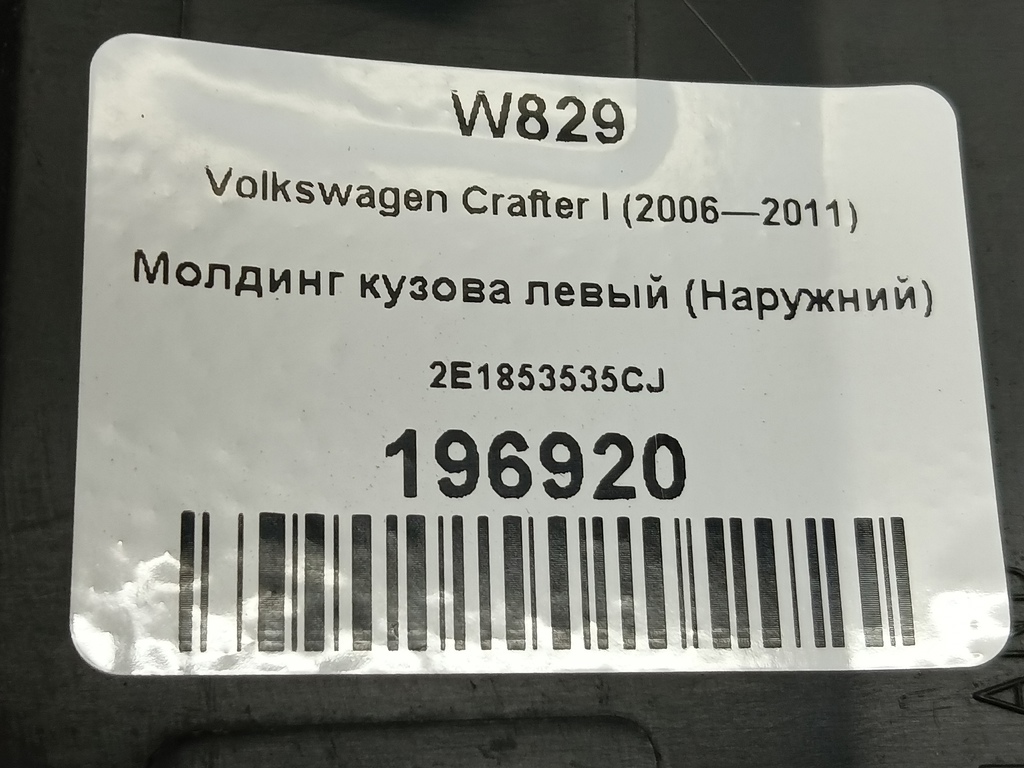 W829
Volkswagen Crafter I (2006—2011)
Молдинг кузова левый (Наружний)
2E1853535CJ
196920